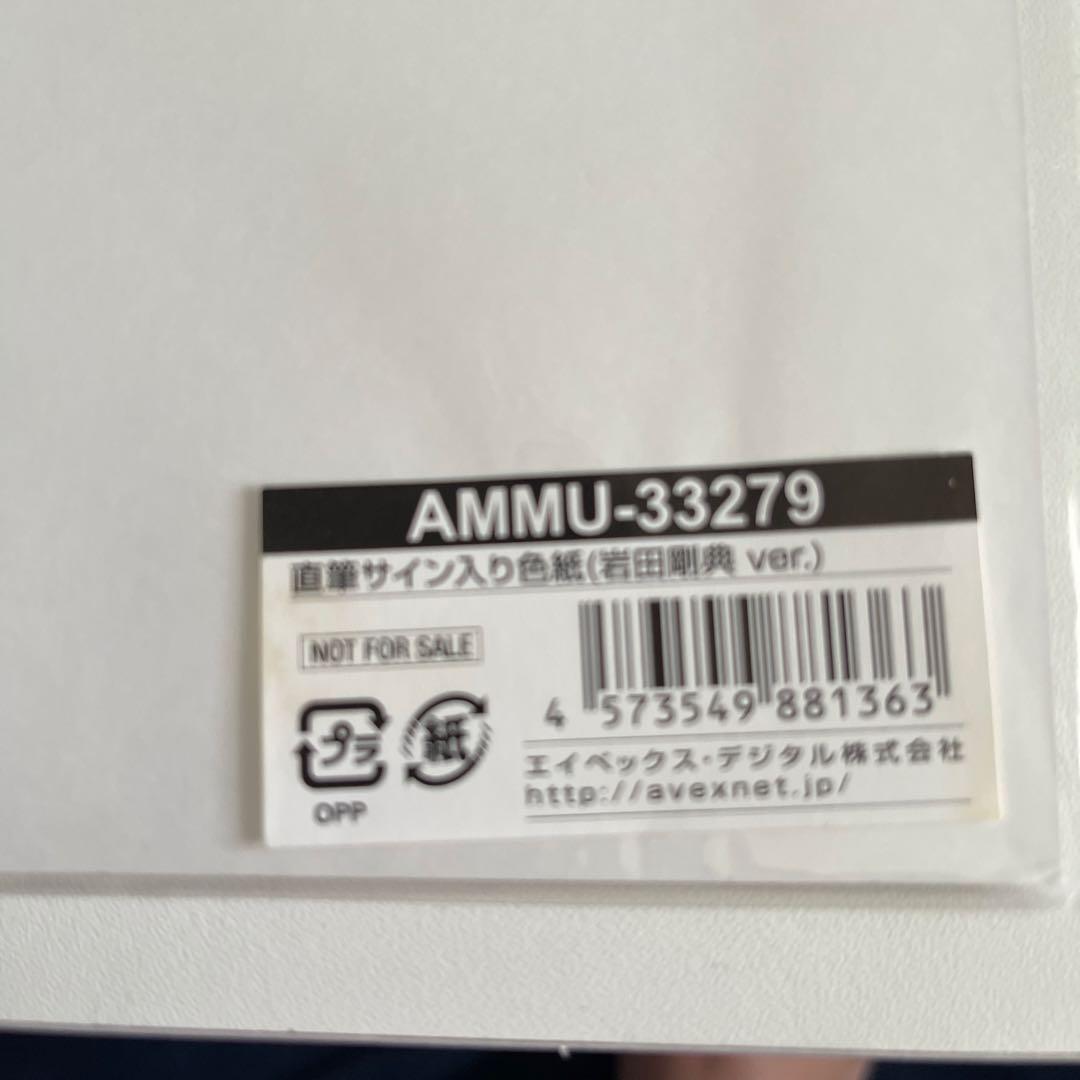 AMMU-33279
直筆サイン入り色紙(岩田剛典 ver.)
NOT FOR SALE
4 573549 881363
プラ 紙
OPP
エイベックス・デジタル株式会社
http://avexnet.jp/